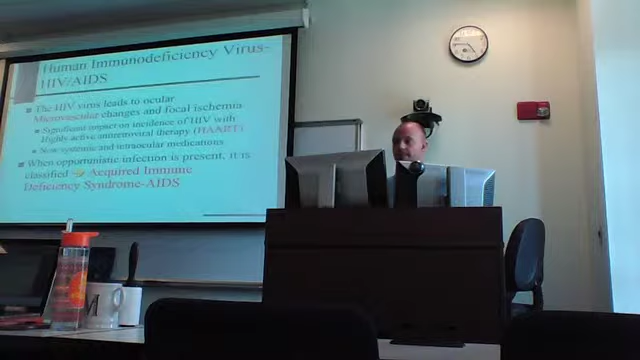 Human Immunodeficiency Virus-
HIV/AIDS
The HIV virus leads to ocular
Microvascular changes and focal ischemia
Significant impact on incidence of HIV with
Highly active antiretroviral therapy (HAART)
New systemic and intraocular medications
When opportunistic infection is present, it is
classified → Acquired Immune
Deficiency Syndrome-AIDS
M